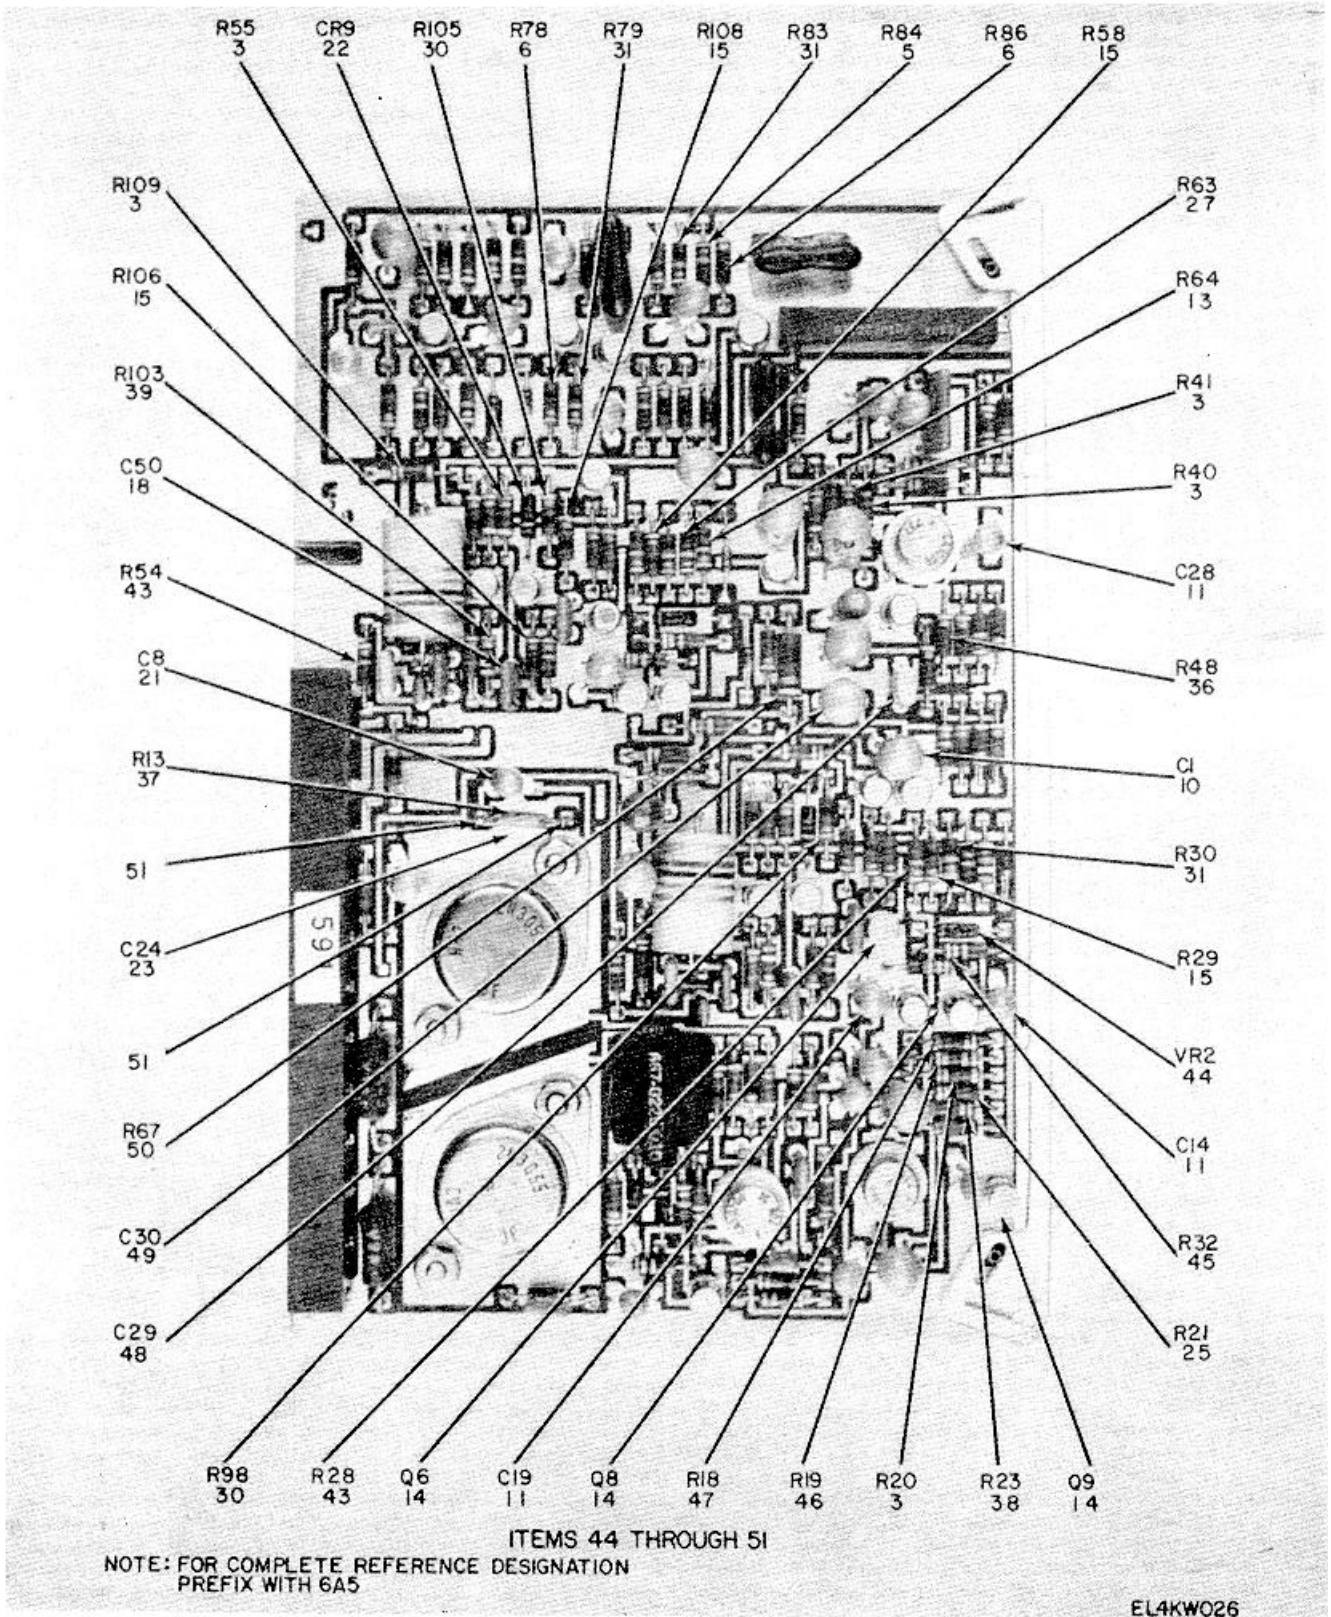 R55 CR9 R105 R78 R79 R108 R83 R84 R86 R58
3 22 30 6 31 15 31 5 6 15
R109
3
R106
15
R103
39
C50
18
R54
43
C8
21
R13
37
51
C24
23
51
R67
50
C30
49
C29
48
R63
27
R64
13
R41
3
R40
3
C28
11
R48
36
C1
10
R30
31
R29
15
VR2
44
C14
11
R32
45
R21
25
59
R98 R28 Q6 C19 Q8 R18 R19 R20 R23 Q9
30 43 14 11 14 47 46 3 38 14
ITEMS 44 THROUGH 51
NOTE: FOR COMPLETE REFERENCE DESIGNATION
PREFIX WITH 6A5
EL4KW026